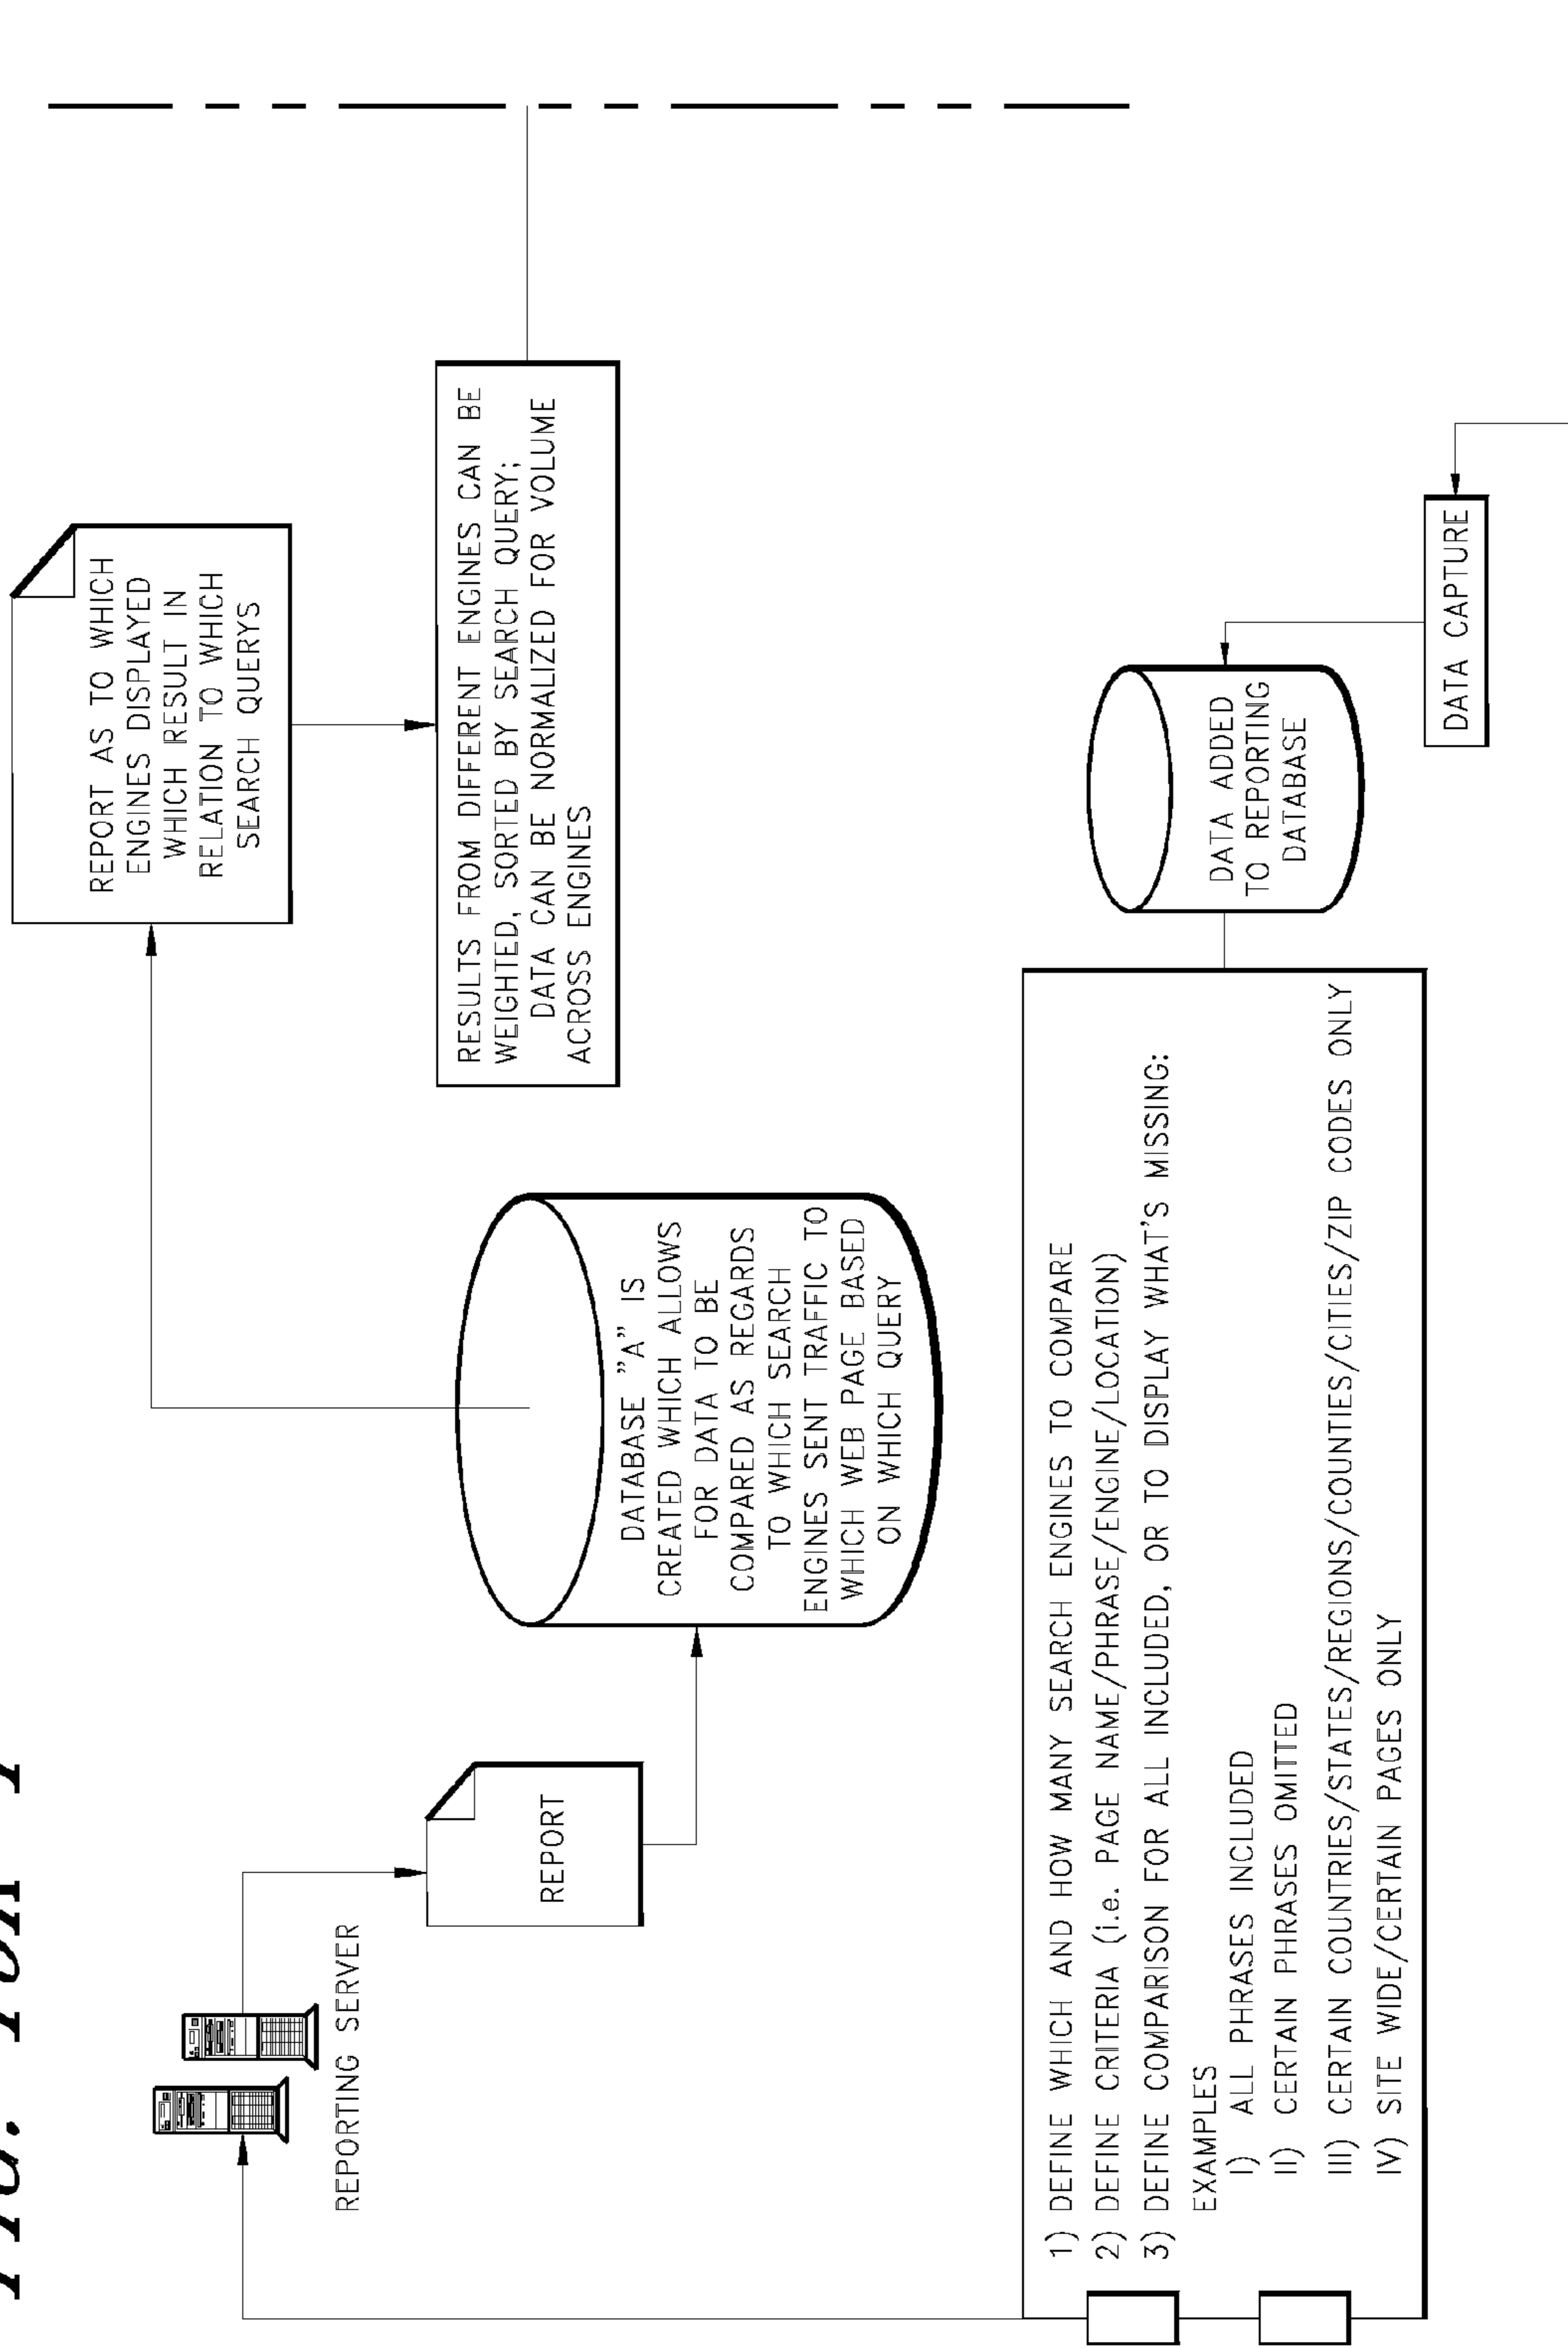 REPORTING SERVER
REPORT
DATABASE "A" IS
CREATED WHICH ALLOWS
FOR DATA TO BE
COMPARED AS REGARDS
TO WHICH SEARCH
ENGINES SENT TRAFFIC TO
WHICH WEB PAGE BASED
ON WHICH QUERY
REPORT AS TO WHICH
ENGINES DISPLAYED
WHICH RESULT IN
RELATION TO WHICH
SEARCH QUERYS
RESULTS FROM DIFFERENT ENGINES CAN BE
WEIGHTED, SORTED BY SEARCH QUERY;
DATA CAN BE NORMALIZED FOR VOLUME
ACROSS ENGINES
1) DEFINE WHICH AND HOW MANY SEARCH ENGINES TO COMPARE
2) DEFINE CRITERIA (i.e. PAGE NAME/PHRASE/ENGINE/LOCATION)
3) DEFINE COMPARISON FOR ALL INCLUDED, OR TO DISPLAY WHAT'S MISSING:
EXAMPLES
I) ALL PHRASES INCLUDED
II) CERTAIN PHRASES OMITTED
III) CERTAIN COUNTRIES/STATES/REGIONS/COUNTIES/CITIES/ZIP CODES ONLY
IV) SITE WIDE/CERTAIN PAGES ONLY
DATA ADDED
TO REPORTING
DATABASE
DATA CAPTURE